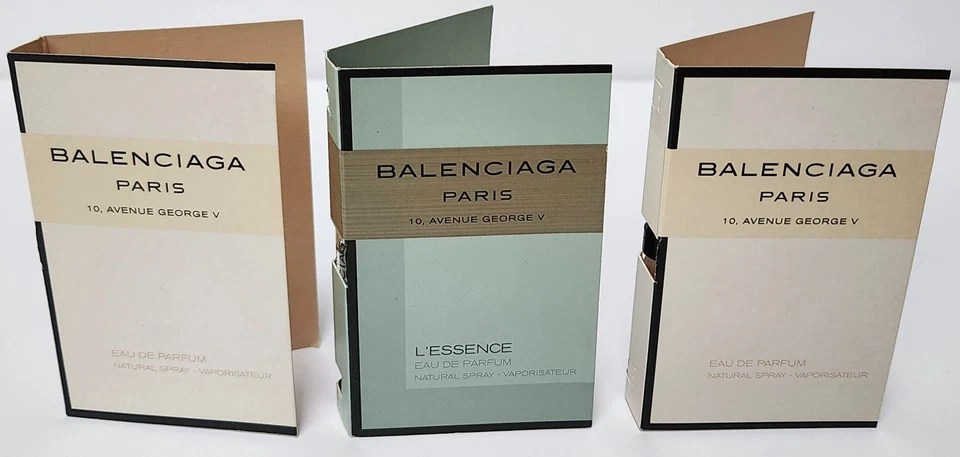 BALENCIAGA
PARIS
10, AVENUE GEORGE V
EAU DE PARFUM
NATURAL SPRAY - VAPORISATEUR
BALENCIAGA
PARIS
10, AVENUE GEORGE V
L'ESSENCE
EAU DE PARFUM
NATURAL SPRAY - VAPORISATEUR
BALENCIAGA
PARIS
10, AVENUE GEORGE V
EAU DE PARFUM
NATURAL SPRAY - VAPORISATEUR